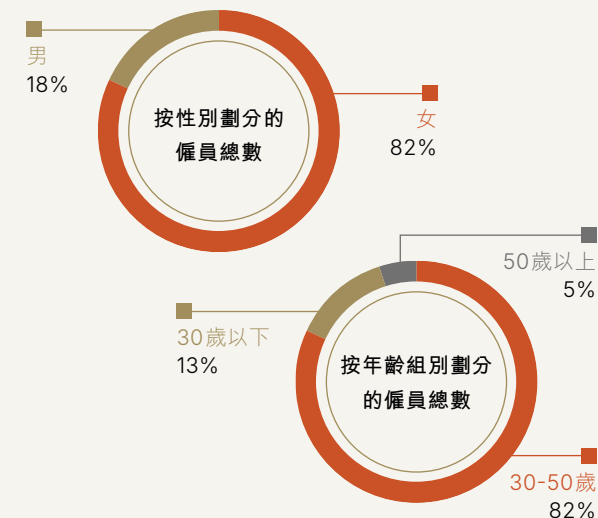 男
18%
按性別劃分的
僱員總數
女
82%
50歲以上
5%
30歲以下
13%
按年齡組別劃分
的僱員總數
30-50歲
82%